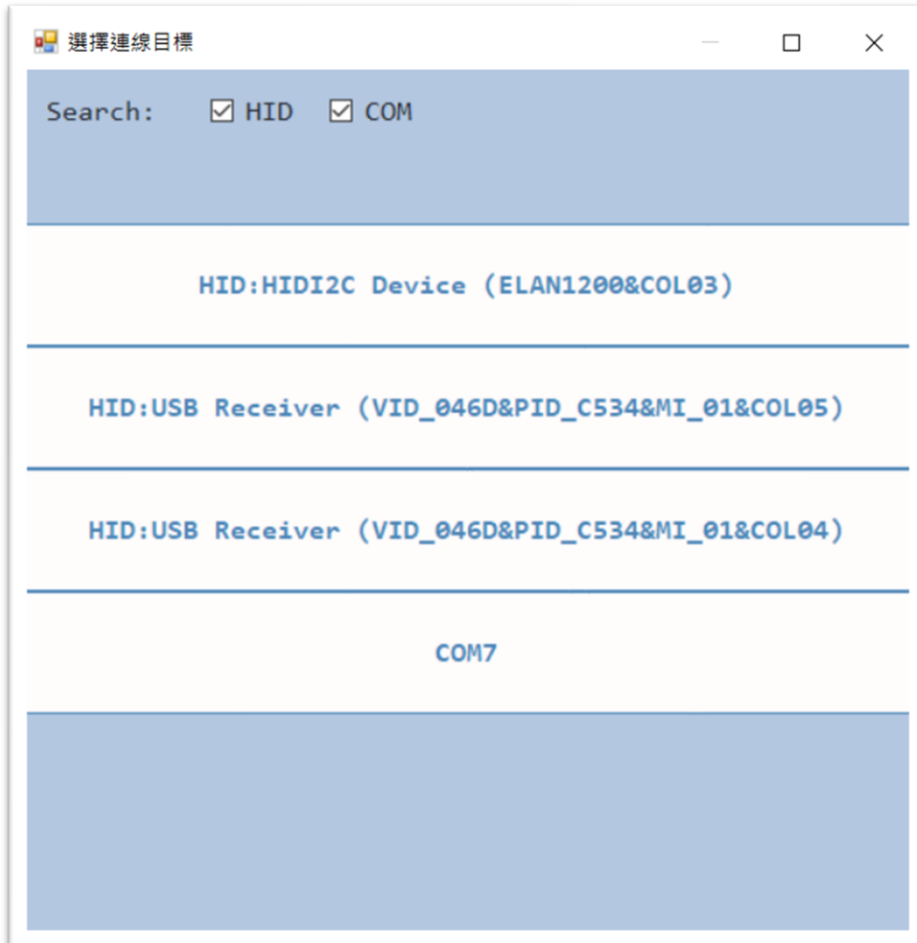 選擇連線目標
Search: HID COM
HID:HIDI2C Device (ELAN1200&COL03)
HID:USB Receiver (VID_046D&PID_C534&MI_01&COL05)
HID:USB Receiver (VID_046D&PID_C534&MI_01&COL04)
COM7